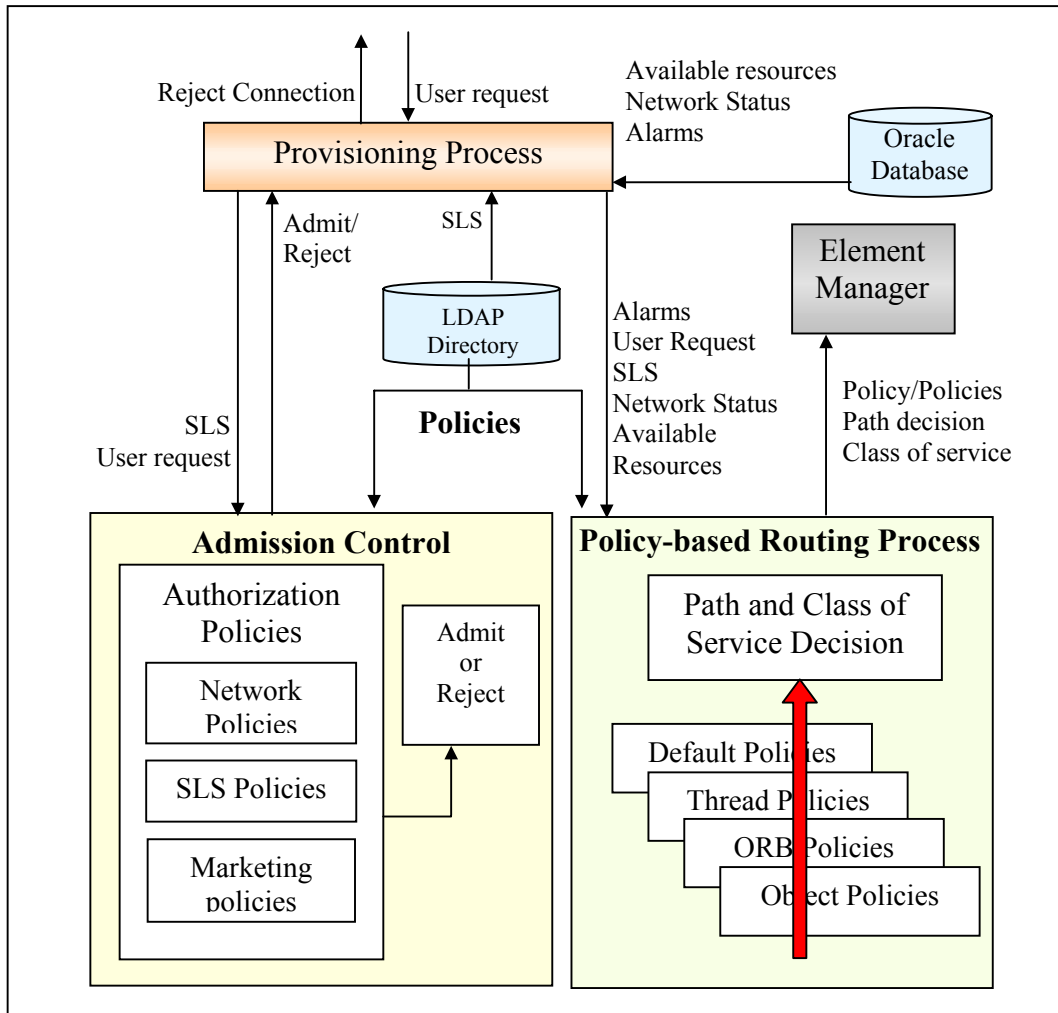 Reject Connection
User request
Available resources
Network Status
Alarms
Provisioning Process
Oracle
Database
Admit/
Reject
SLS
Element
Manager
LDAP
Directory
Alarms
User Request
SLS
Network Status
Available
Resources
Policy/Policies
Path decision
Class of service
Policies
SLS
User request
Admission Control
Authorization
Policies
Network
Policies
SLS Policies
Marketing
policies
Admit
or
Reject
Policy-based Routing Process
Path and Class of
Service Decision
Default Policies
Thread Policies
ORB Policies
Object Policies